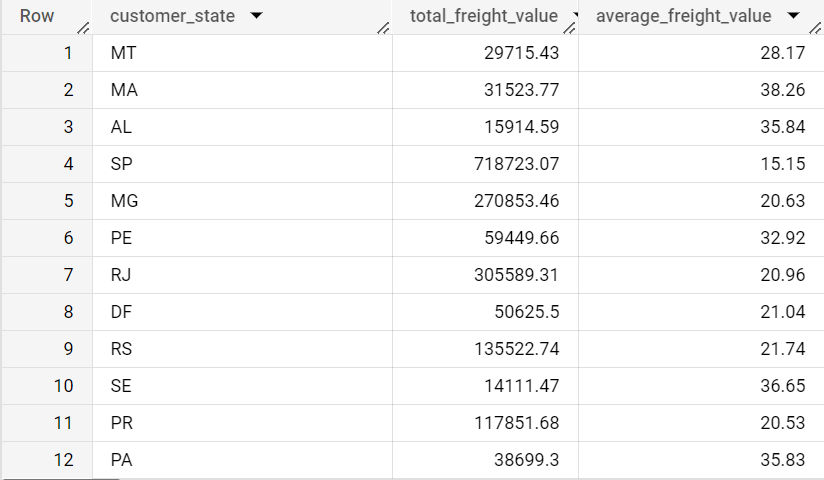 Row customer_state total_freight_value average_freight_value
1 MT 29715.43 28.17
2 MA 31523.77 38.26
3 AL 15914.59 35.84
4 SP 718723.07 15.15
5 MG 270853.46 20.63
6 PE 59449.66 32.92
7 RJ 305589.31 20.96
8 DF 50625.5 21.04
9 RS 135522.74 21.74
10 SE 14111.47 36.65
11 PR 117851.68 20.53
12 PA 38699.3 35.83